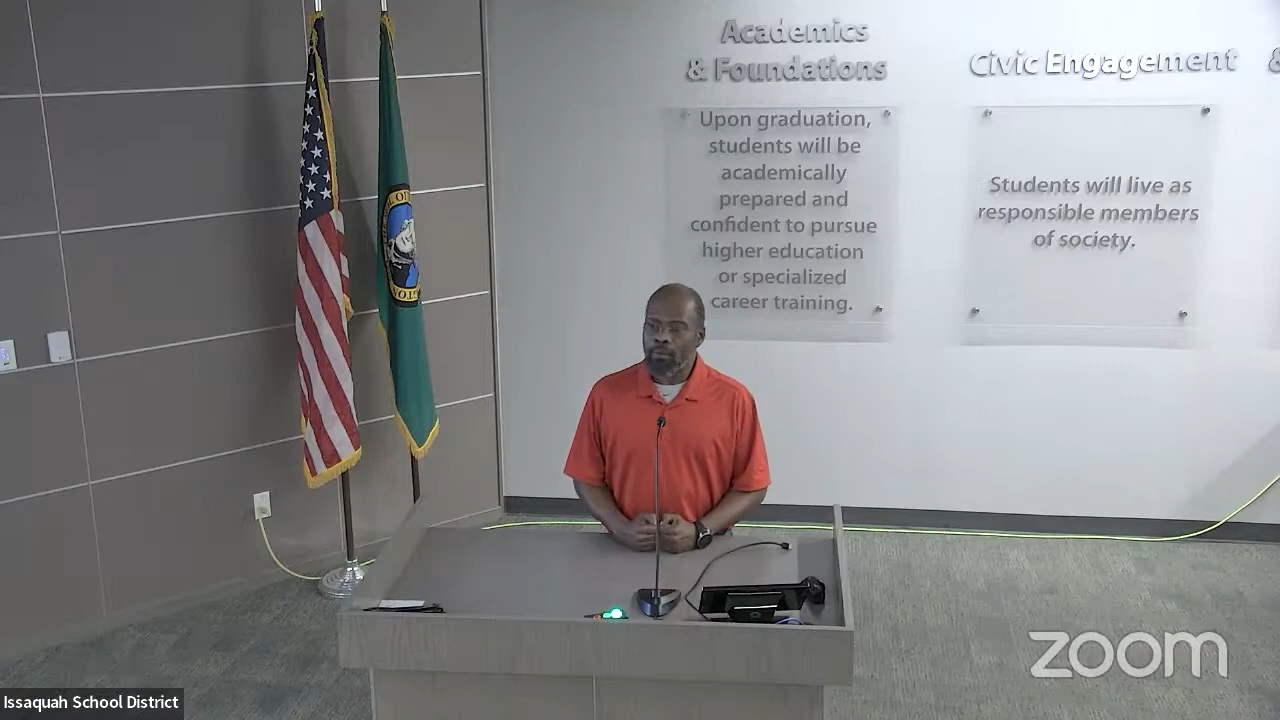 Academics
& Foundations
Upon graduation,
students will be
academically
prepared and
confident to pursue
higher education
or specialized
career training.
Civic Engagement
&
Students will live as
responsible members
of society.
zoom
Issaquah School District